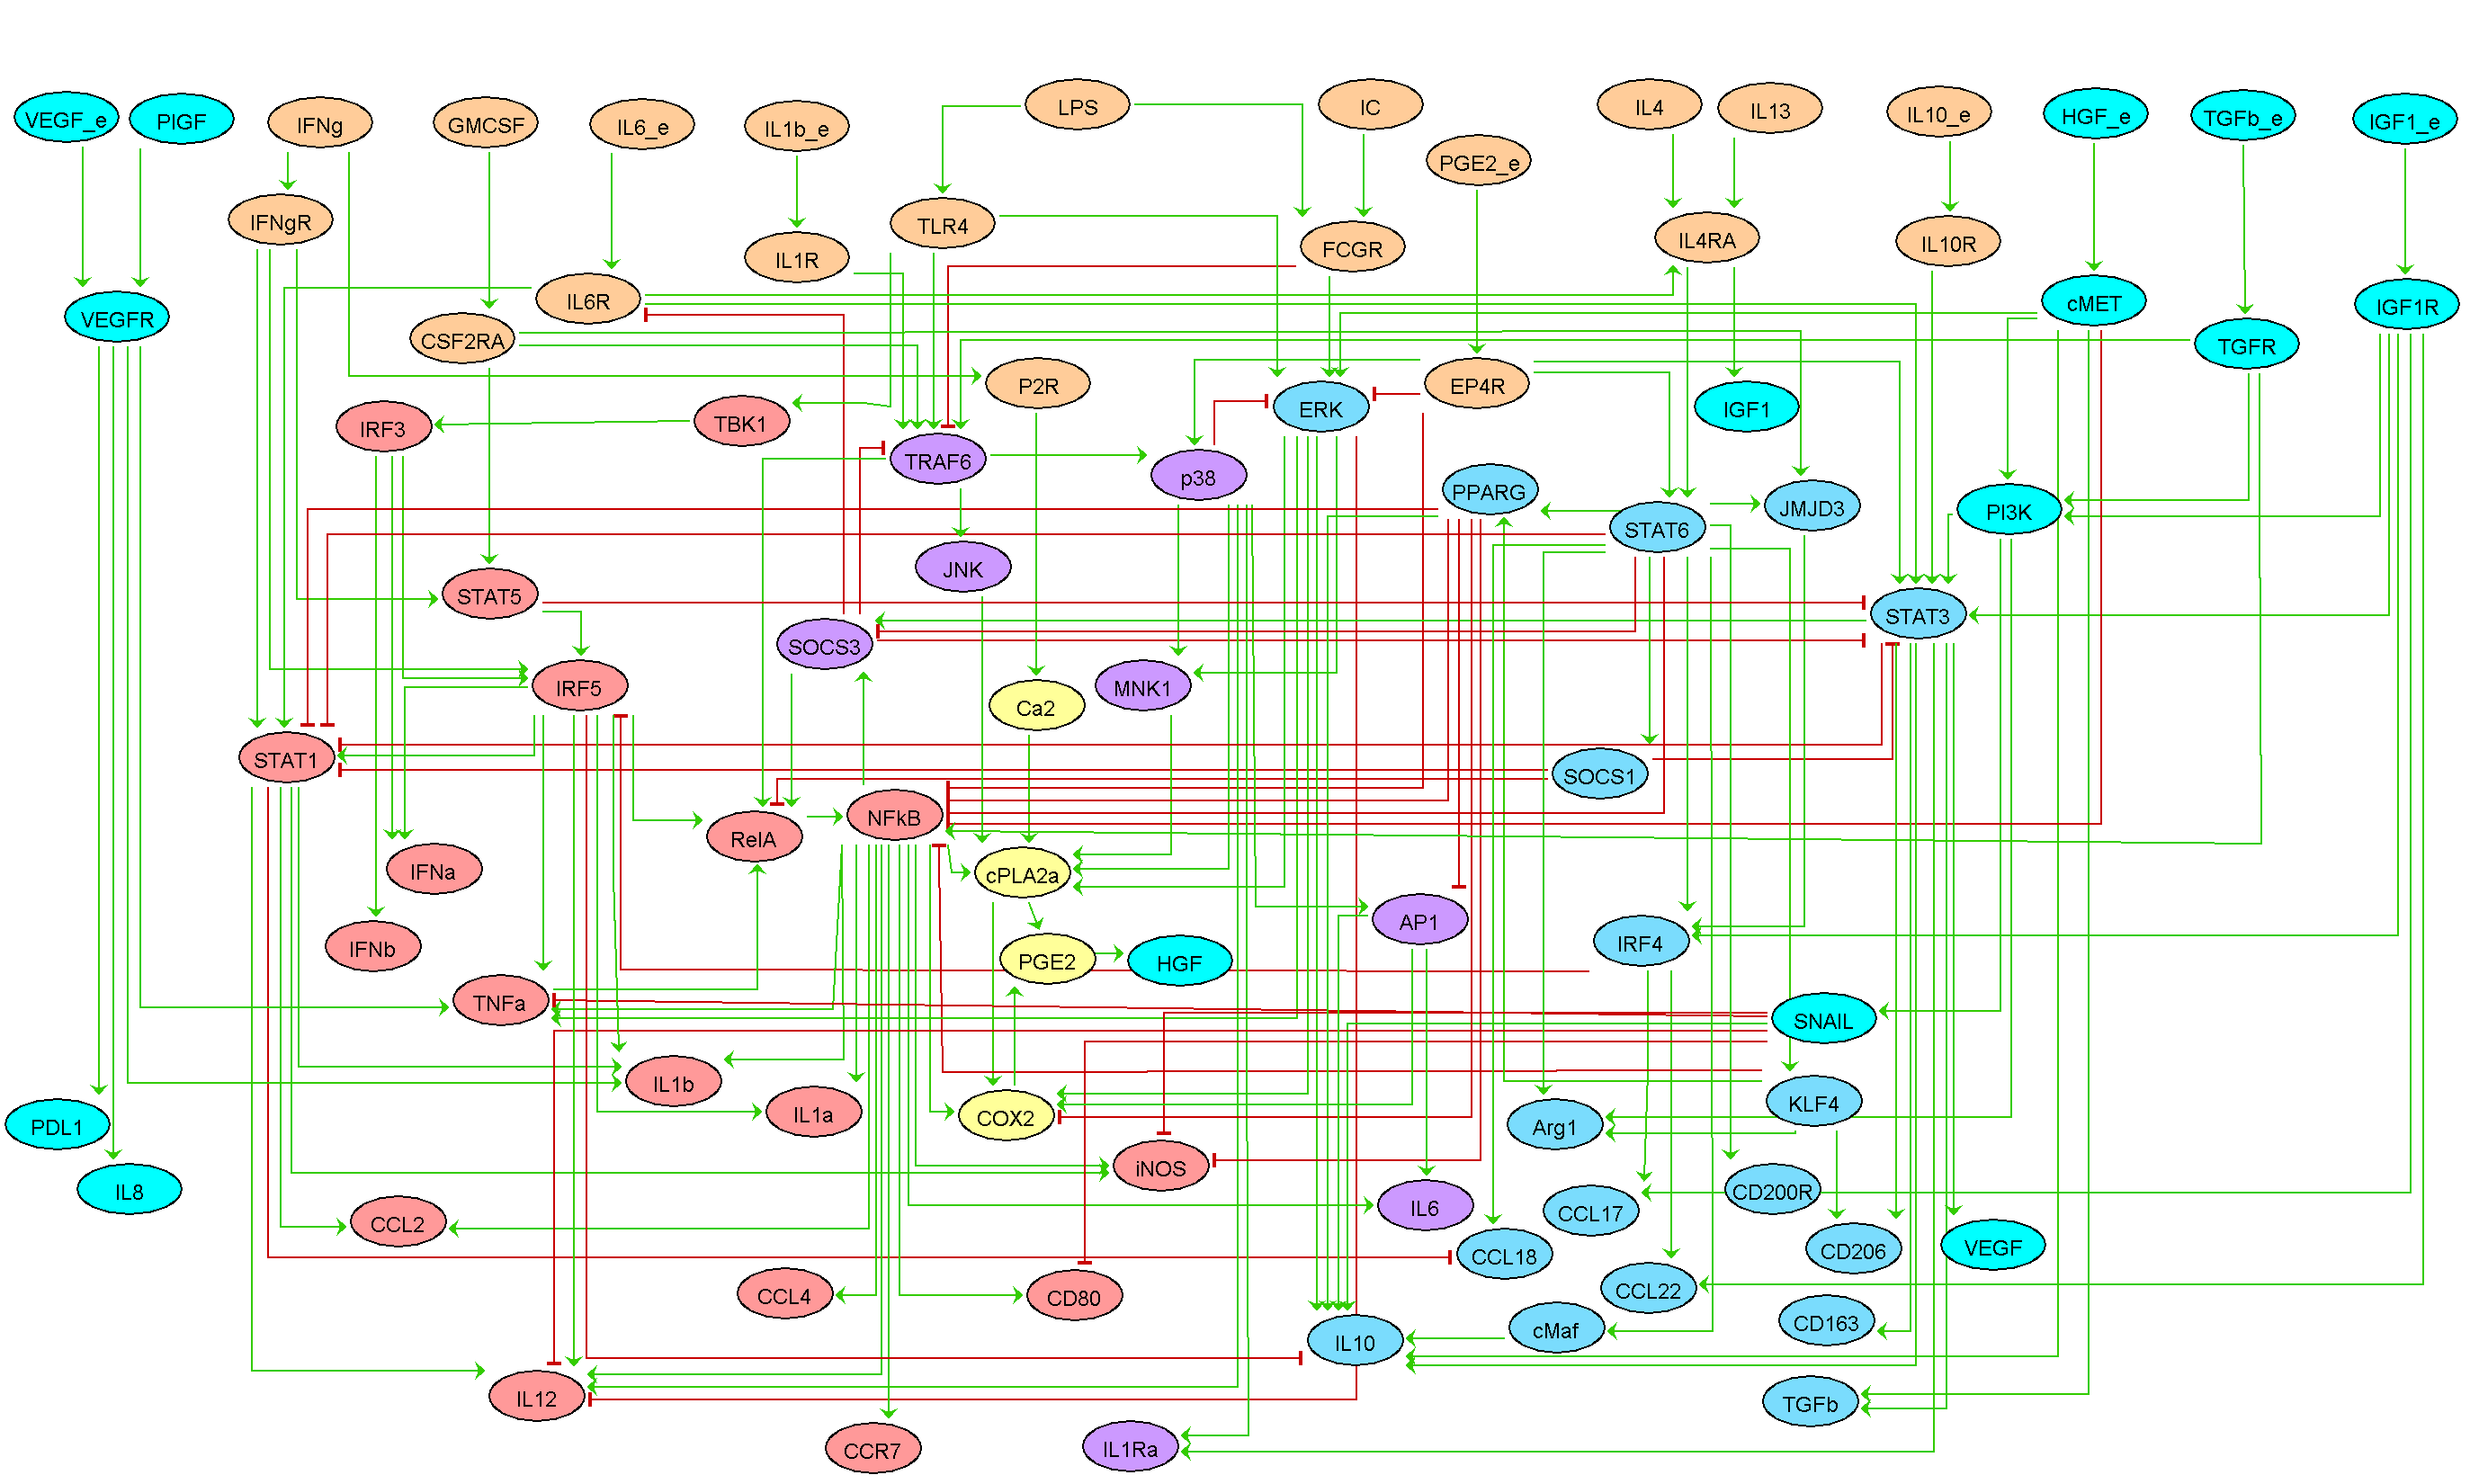 VEGF_e
PlGF
IFNg
GMCSF
IL6_e
IL1b_e
LPS
IC
PGE2_e
IL4
IL13
IL10_e
HGF_e
TGFb_e
IGF1_e
IFNgR
IL1R
TLR4
FCGR
IL4RA
IL10R
VEGFR
IL6R
CSF2RA
cMET
TGFR
IGF1R
P2R
EP4R
ERK
IGF1
IRF3
TBK1
TRAF6
p38
PPARG
STAT6
JMJD3
PI3K
JNK
STAT5
SOCS3
STAT3
IRF5
Ca2
MNK1
STAT1
SOCS1
RelA
NFkB
IFNa
cPLA2a
AP1
IFNb
PGE2
HGF
IRF4
TNFa
SNAIL
IL1b
IL1a
COX2
Arg1
KLF4
PDL1
IL8
iNOS
CD200R
CCL2
IL6
CCL17
CCL18
CD206
VEGF
CCL4
CD80
CCL22
IL10
cMaf
CD163
IL12
TGFb
CCR7
IL1Ra